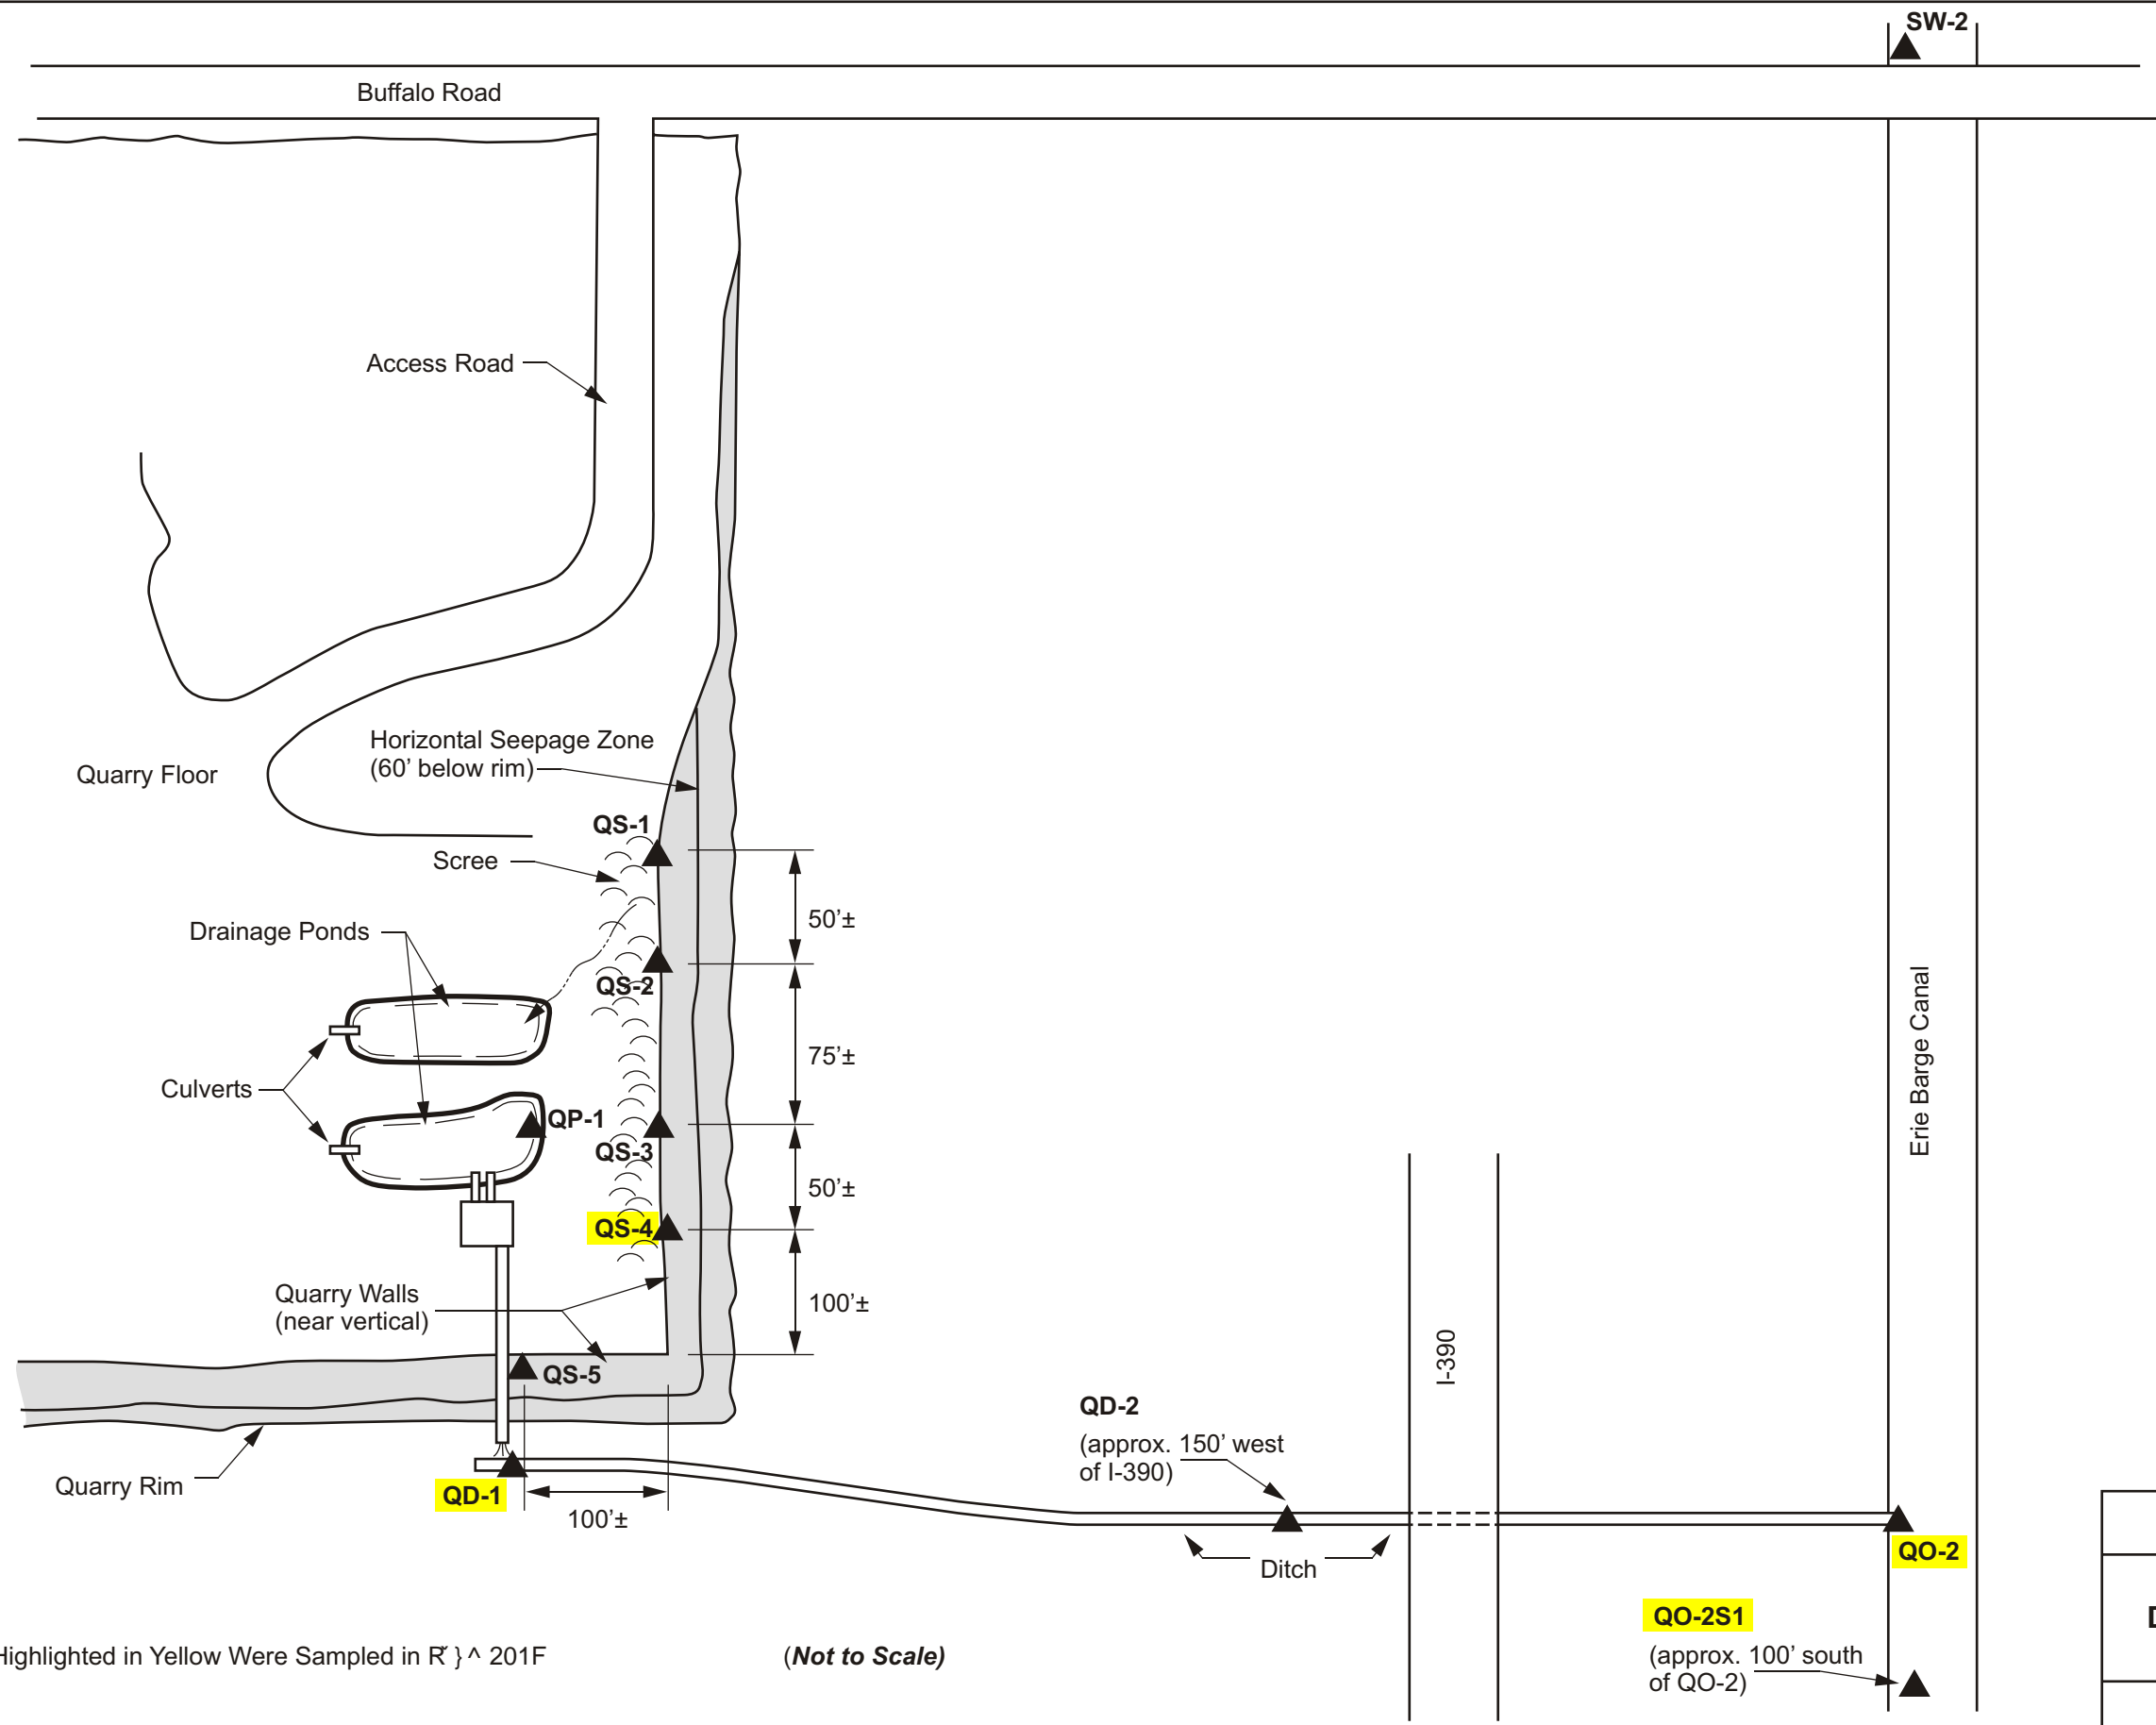 SW-2
Buffalo Road
Access Road
Horizontal Seepage Zone
(60' below rim)
Quarry Floor
QS-1
Scree
50'±
Drainage Ponds
QS-2
75'±
Erie Barge Canal
Culverts
QP-1
QS-3
50'±
QS-4
Quarry Walls
(near vertical)
100'±
I-390
QS-5
QD-2
(approx. 150' west
of I-390)
Quarry Rim
QD-1
100'±
Ditch
QO-2
QO-2S1
(approx. 100' south
of QO-2)
Highlighted in Yellow Were Sampled in 201F
(Not to Scale)